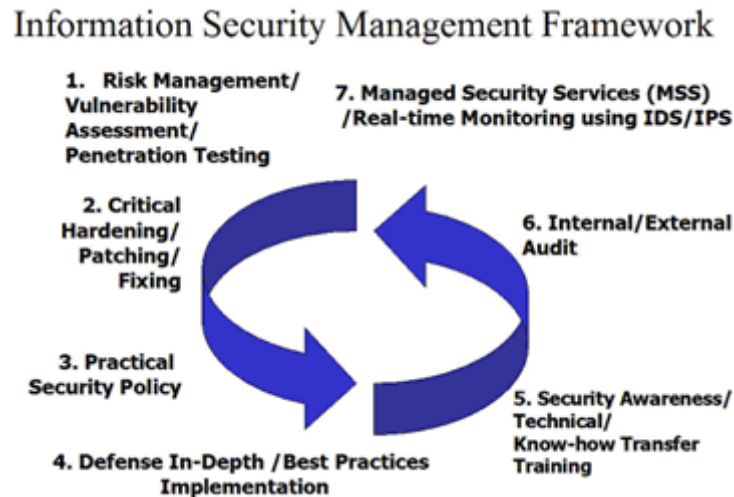 Information Security Management Framework
1. Risk Management/
Vulnerability
Assessment/
Penetration Testing
2. Critical
Hardening/
Patching/
Fixing
3. Practical
Security Policy
4. Defense In-Depth /Best Practices
Implementation
5. Security Awareness/
Technical/
Know-how Transfer
Training
6. Internal/External
Audit
7. Managed Security Services (MSS)
/Real-time Monitoring using IDS/IPS